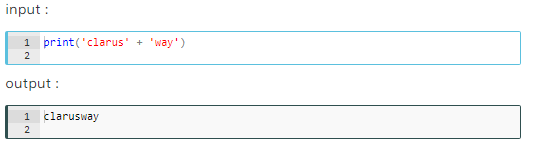 input :
1 print('clarus' + 'way')
2
output :
1 clarusway
2